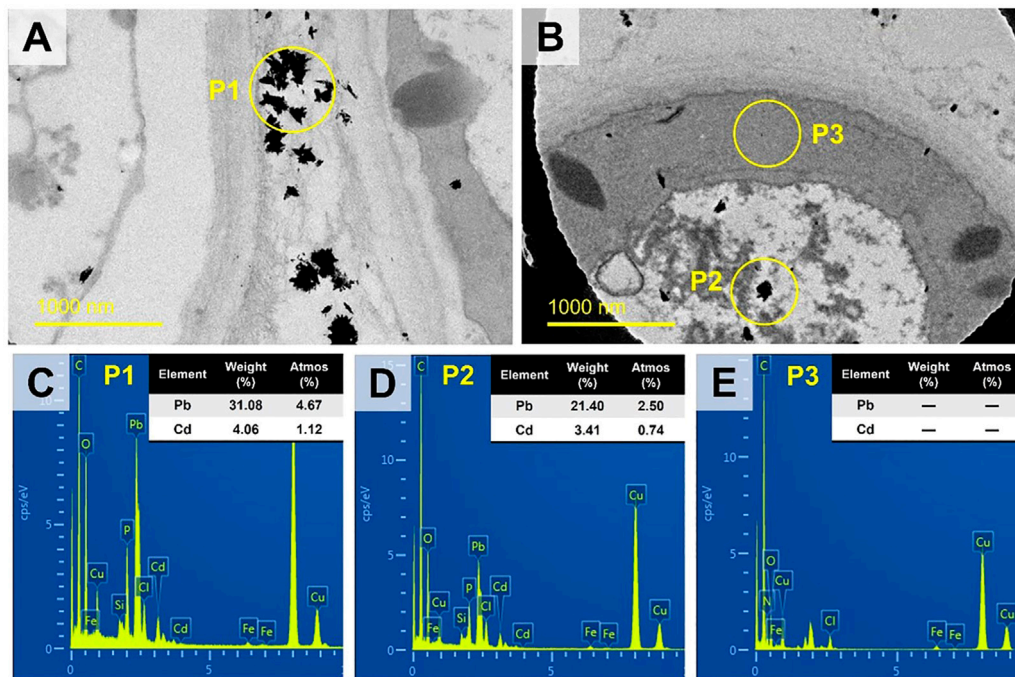 A
P1
1000 nm
B
P3
P2
1000 nm
C
P1
Element Weight (%) Atmos (%)
Pb 31.08 4.67
Cd 4.06 1.12
cps/eV
5
0
5
C
O
Fe
Cu
Si
P
Pb
Cl
Cd
Cd
Fe
Fe
Cu
D
P2
Element Weight (%) Atmos (%)
Pb 21.40 2.50
Cd 3.41 0.74
cps/eV
10
5
0
0
5
C
O
Fe
Cu
Si
P
Pb
Cl
Cd
Cd
Fe
Fe
Cu
Cu
E
P3
Element Weight (%) Atmos (%)
Pb — —
Cd — —
cps/eV
10
5
0
0
5
C
O
N
Fe
Cu
Cl
Fe
Fe
Cu
Cu